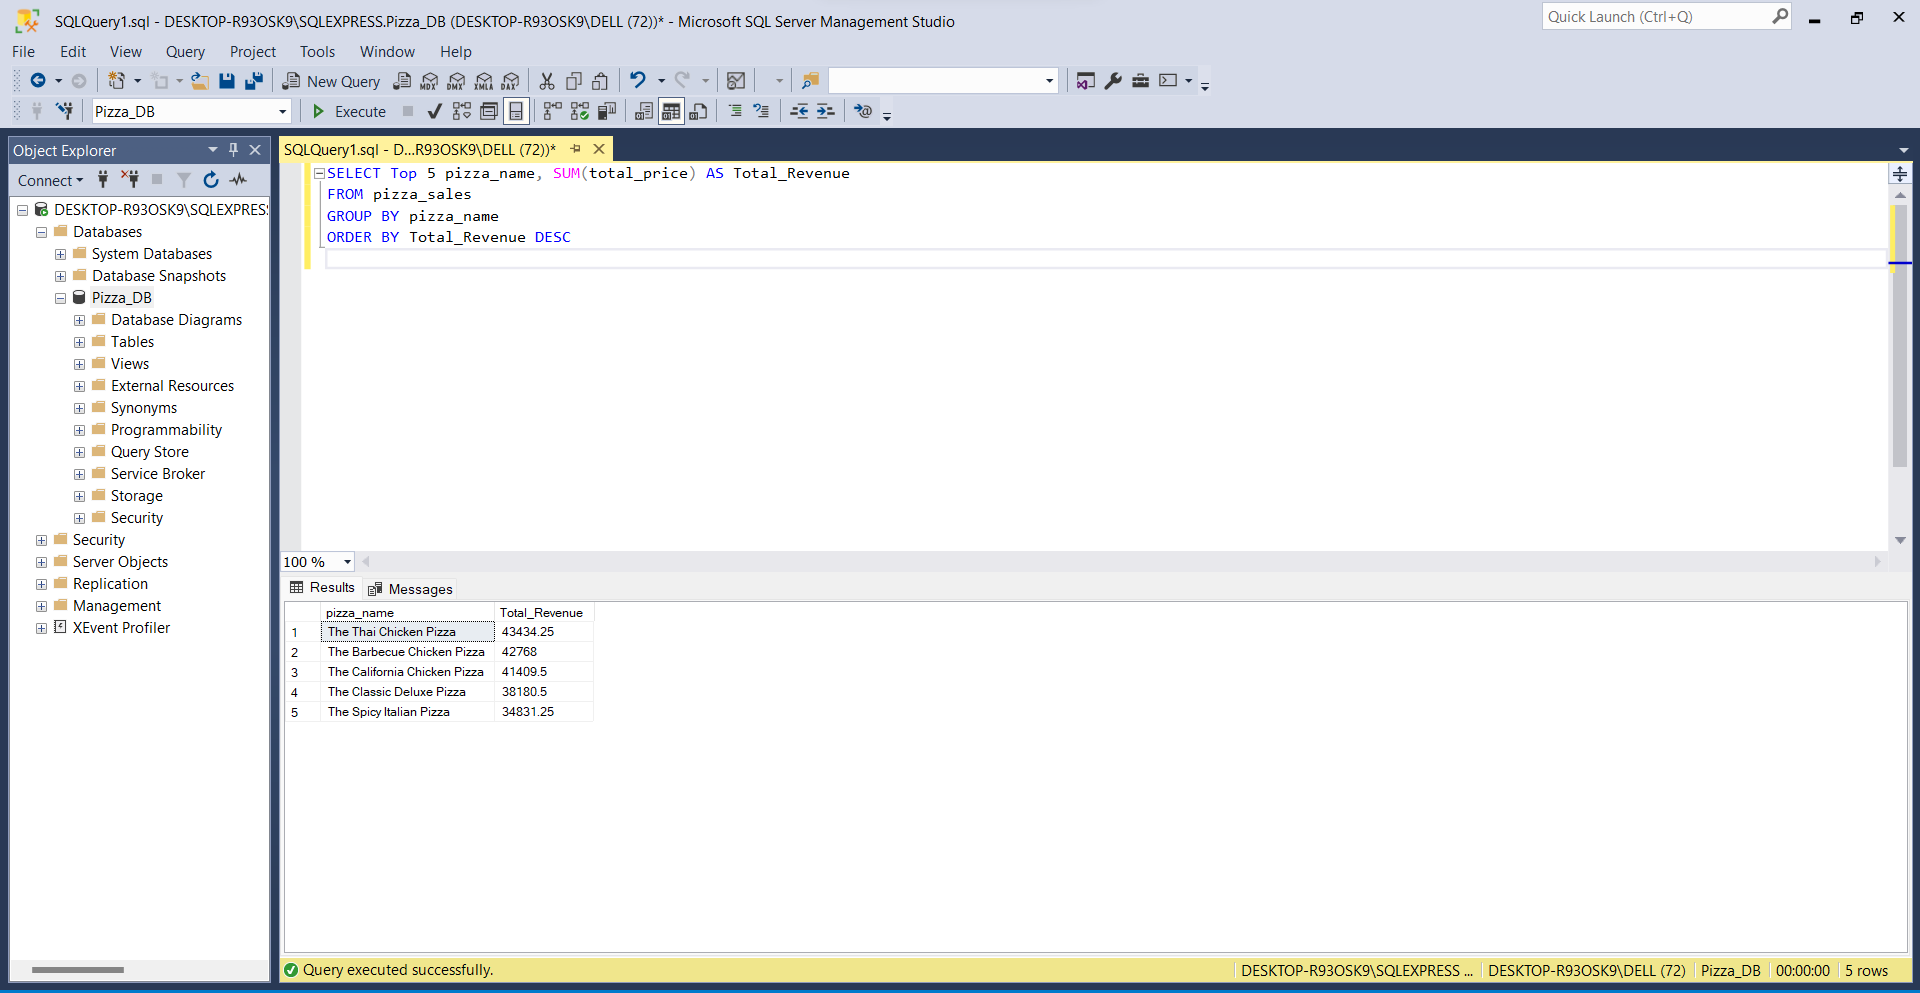 SQLQuery1.sql - DESKTOP-R93OSK9\SQLEXPRESS.Pizza_DB (DESKTOP-R93OSK9\DELL (72))* - Microsoft SQL Server Management Studio
Quick Launch (Ctrl+Q)
File Edit View Query Project Tools Window Help
New Query MDX DMX XMLA DAX
Pizza_DB Execute
Object Explorer
Connect
DESKTOP-R93OSK9\SQLEXPRES
Databases
System Databases
Database Snapshots
Pizza_DB
Database Diagrams
Tables
Views
External Resources
Synonyms
Programmability
Query Store
Service Broker
Storage
Security
Security
Server Objects
Replication
Management
XEvent Profiler
SQLQuery1.sql - D...R93OSK9\DELL (72))*
SELECT Top 5 pizza_name, SUM(total_price) AS Total_Revenue
FROM pizza_sales
GROUP BY pizza_name
ORDER BY Total_Revenue DESC
100 %
Results Messages
pizza_name Total_Revenue
1 The Thai Chicken Pizza 43434.25
2 The Barbecue Chicken Pizza 42768
3 The California Chicken Pizza 41409.5
4 The Classic Deluxe Pizza 38180.5
5 The Spicy Italian Pizza 34831.25
Query executed successfully. DESKTOP-R93OSK9\SQLEXPRESS ... DESKTOP-R93OSK9\DELL (72) Pizza_DB 00:00:00 5 rows